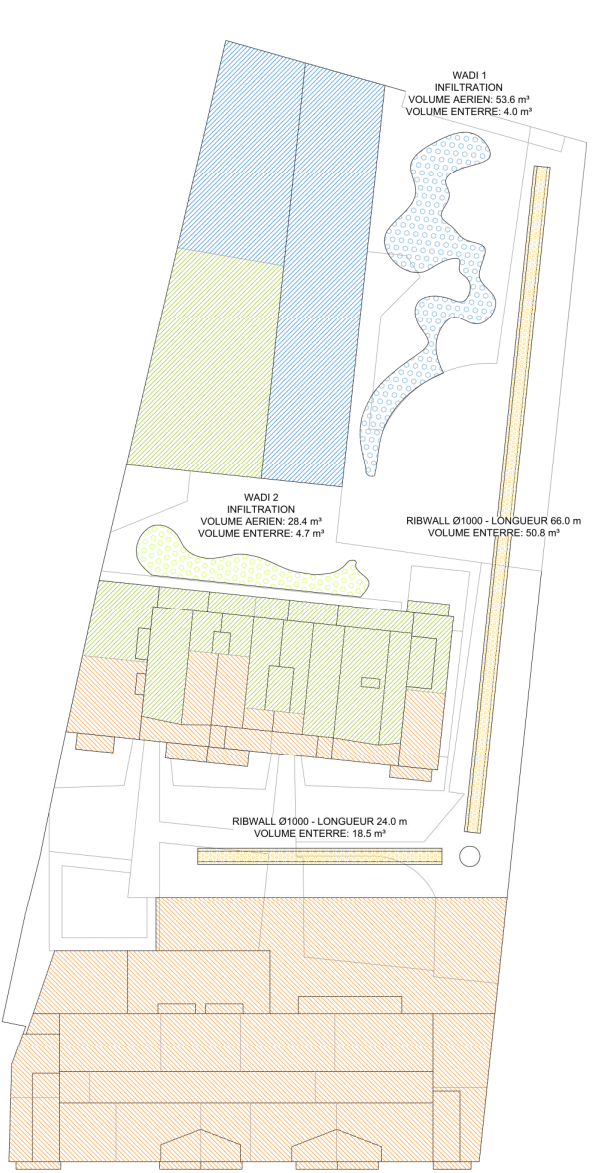 WADI 1
INFILTRATION
VOLUME AERIEN: 53.6 m³
VOLUME ENTERRE: 4.0 m³
WADI 2
INFILTRATION
VOLUME AERIEN: 28.4 m³
VOLUME ENTERRE: 4.7 m³
RIBWALL Ø1000 - LONGUEUR 66.0 m
VOLUME ENTERRE: 50.8 m³
RIBWALL Ø1000 - LONGUEUR 24.0 m
VOLUME ENTERRE: 18.5 m³